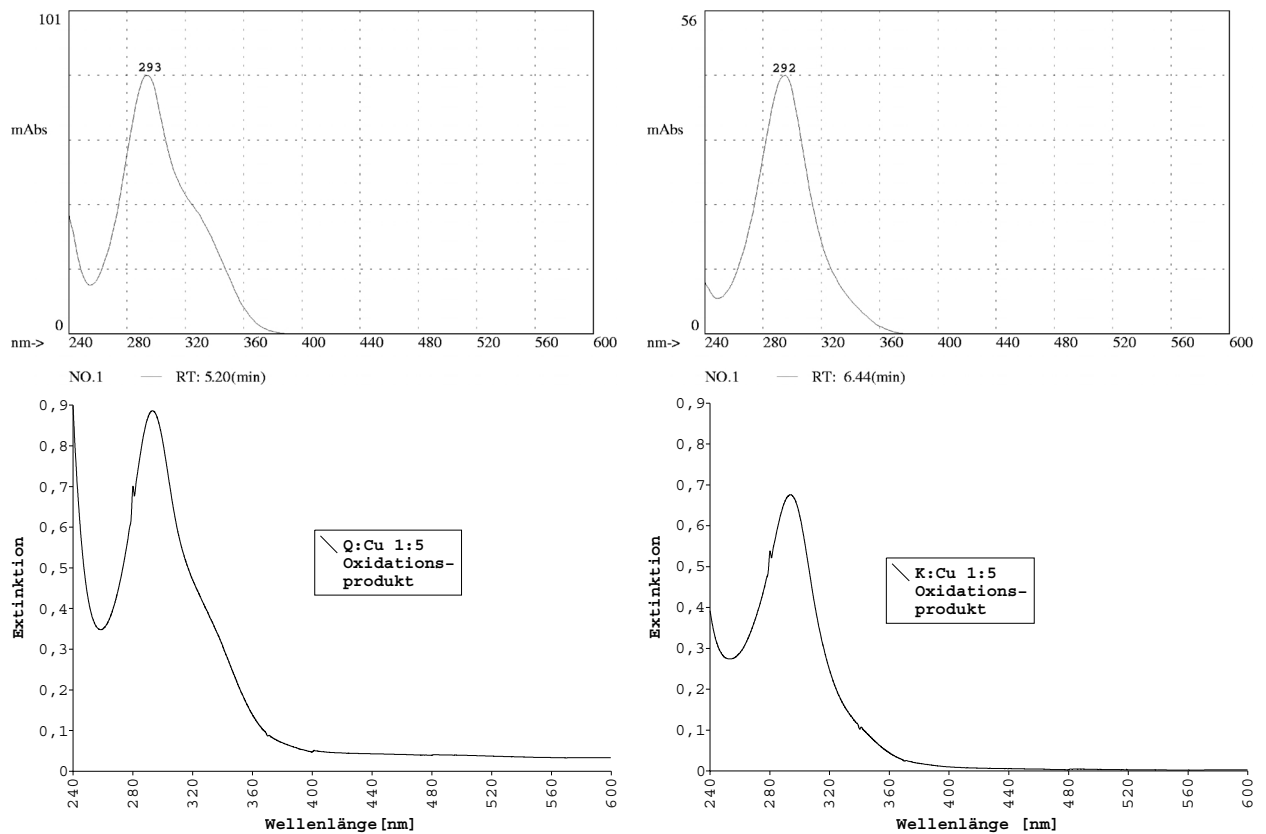 101
293
mAbs
0
nm->
240 280 320 360 400 440 480 520 560 600
NO.1 — RT: 5.20(min)
56
292
mAbs
0
nm->
240 280 320 360 400 440 480 520 560 600
NO.1 — RT: 6.44(min)
0,9
0,8
0,7
0,6
0,5
0,4
0,3
0,2
0,1
0
Extinktion
Q:Cu 1:5
Oxidations-
produkt
240 280 320 360 400 440 480 520 560 600
Wellenlänge[nm]
0,9
0,8
0,7
0,6
0,5
0,4
0,3
0,2
0,1
0
Extinktion
K:Cu 1:5
Oxidations-
produkt
240 280 320 360 400 440 480 520 560 600
Wellenlänge [nm]